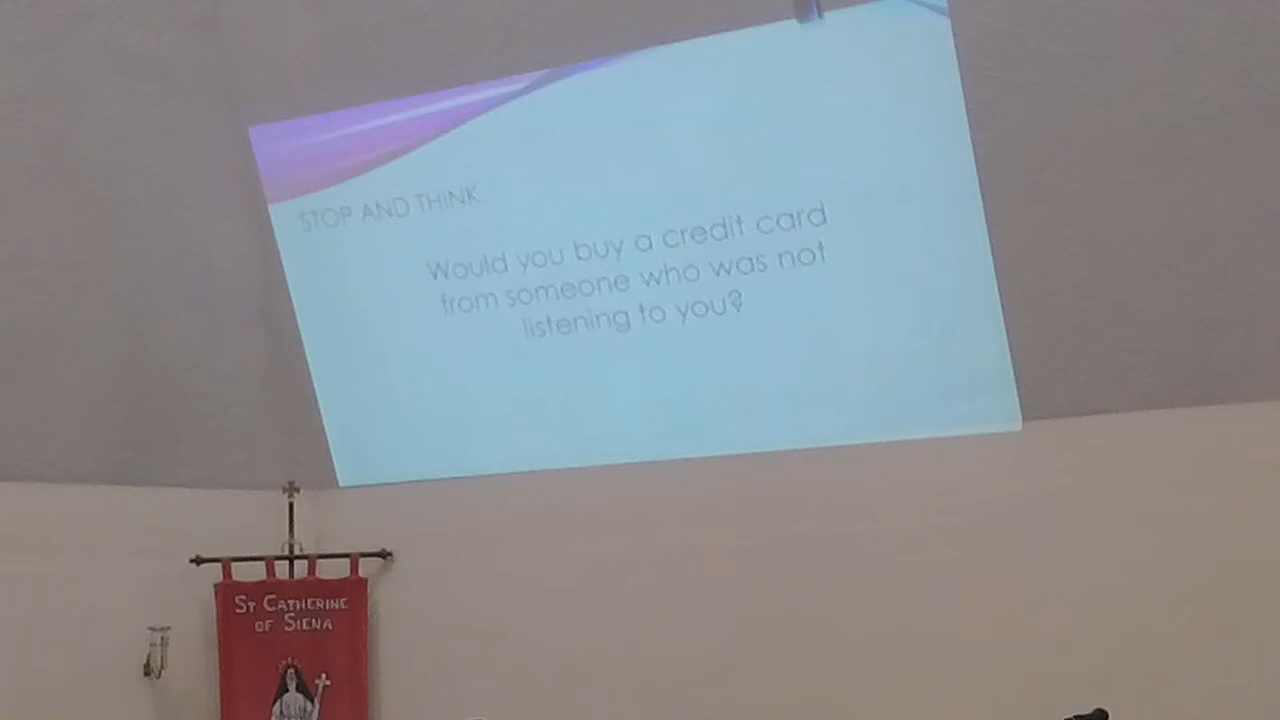 STOP AND THINK
Would you buy a credit card
from someone who was not
listening to you?
ST CATHERINE
OF SIENA